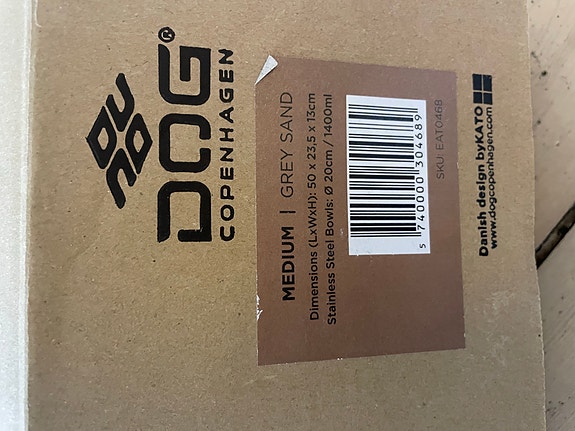 DOG®
COPENHAGEN
MEDIUM | GREY SAND
Dimensions (LxWxH): 50 x 23,5 x 13cm
Stainless Steel Bowls: Ø 20cm / 1400ml
5 740000 304689
SKU: EAT0468
Danish design byKATO
www.dogcopenhagen.com